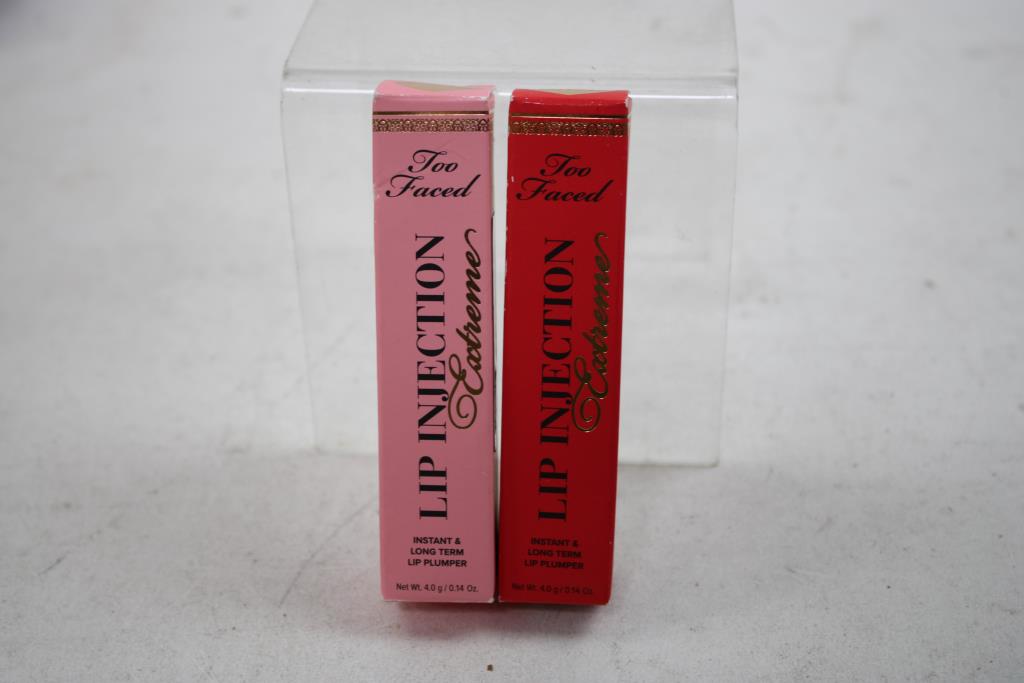 Too
Faced
LIP INJECTION
Extreme
INSTANT &
LONG TERM
LIP PLUMPER
Net Wt. 4.0 g / 0.14 Oz.
Too
Faced
LIP INJECTION
Extreme
INSTANT &
LONG TERM
LIP PLUMPER
Net Wt. 4.0 g / 0.14 Oz.